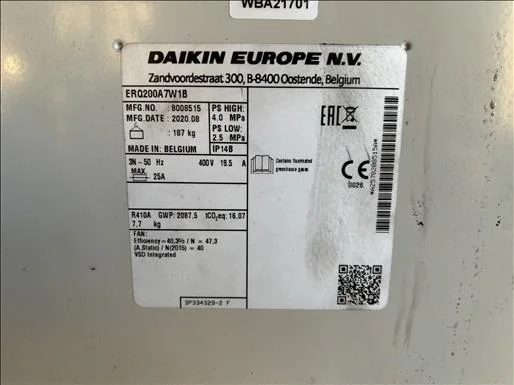 WBA21701
DAIKIN EUROPE N.V.
Zandvoordestraat 300, B-8400 Oostende, Belgium
ERQ200A7W1B
MFG.NO. : 8008515
MFG.DATE : 2020.08
: 187 kg
PS HIGH:
4.0 MPa
PS LOW:
2.5 MPa
MADE IN BELGIUM
IP14B
3N~50 Hz 400V 18.5 A
MAX 25A
Contains fluorinated
greenhouse gases
EAC
CE
0026
R410A GWP: 2087,5 tCO₂eq: 16,07
7,7 kg
FAN:
Efficiency = 40,3% / N = 47,3
(A,Static) / N(2015) = 40
VSD Integrated
3P334329-2 F